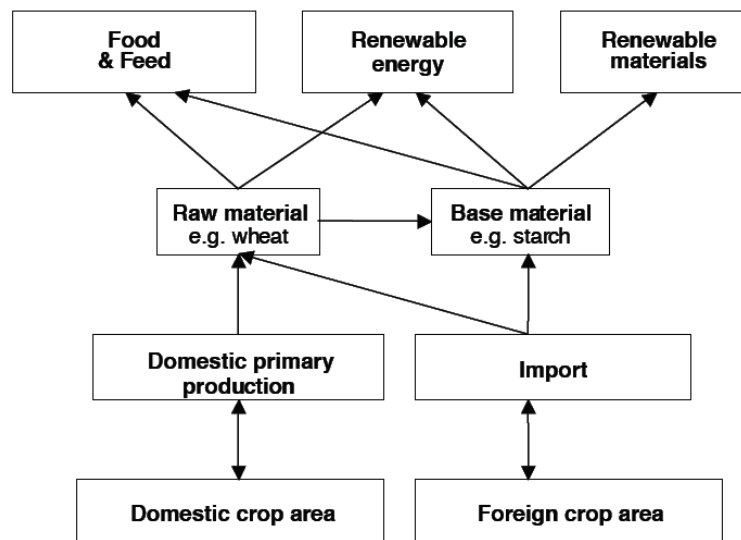 Food
& Feed
Renewable
energy
Renewable
materials
Raw material
e.g. wheat
Base material
e.g. starch
Domestic primary
production
Import
Domestic crop area
Foreign crop area